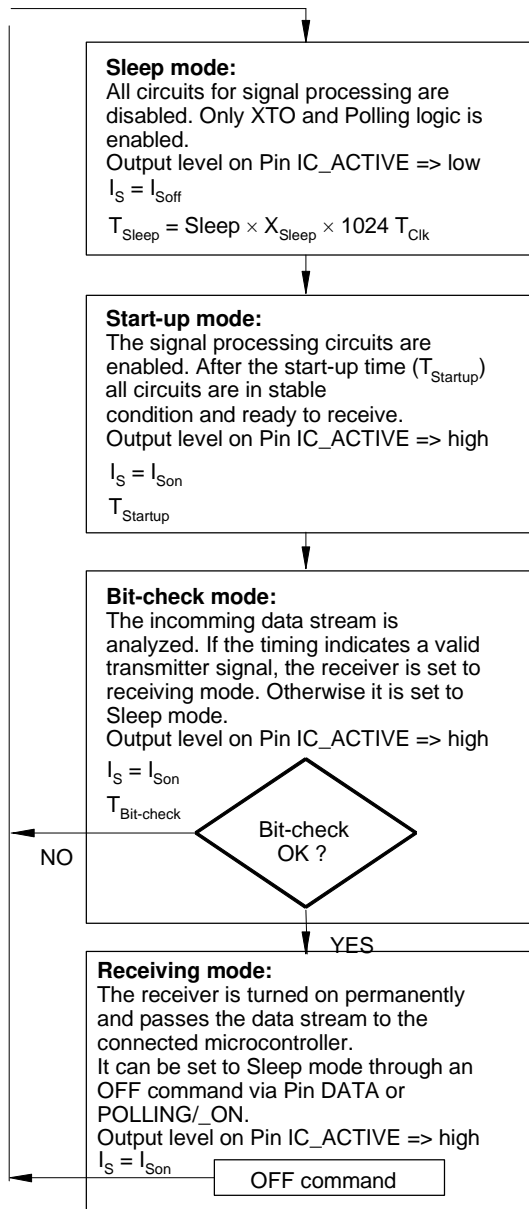 Sleep mode:
All circuits for signal processing are
disabled. Only XTO and Polling logic is
enabled.
Output level on Pin IC_ACTIVE => low
I_S = I_Soff
T_Sleep = Sleep × X_Sleep × 1024 T_Clk
Start-up mode:
The signal processing circuits are
enabled. After the start-up time (T_Startup)
all circuits are in stable
condition and ready to receive.
Output level on Pin IC_ACTIVE => high
I_S = I_Son
T_Startup
Bit-check mode:
The incomming data stream is
analyzed. If the timing indicates a valid
transmitter signal, the receiver is set to
receiving mode. Otherwise it is set to
Sleep mode.
Output level on Pin IC_ACTIVE => high
I_S = I_Son
T_Bit-check
Bit-check
OK ?
NO
YES
Receiving mode:
The receiver is turned on permanently
and passes the data stream to the
connected microcontroller.
It can be set to Sleep mode through an
OFF command via Pin DATA or
POLLING/_ON.
Output level on Pin IC_ACTIVE => high
I_S = I_Son
OFF command